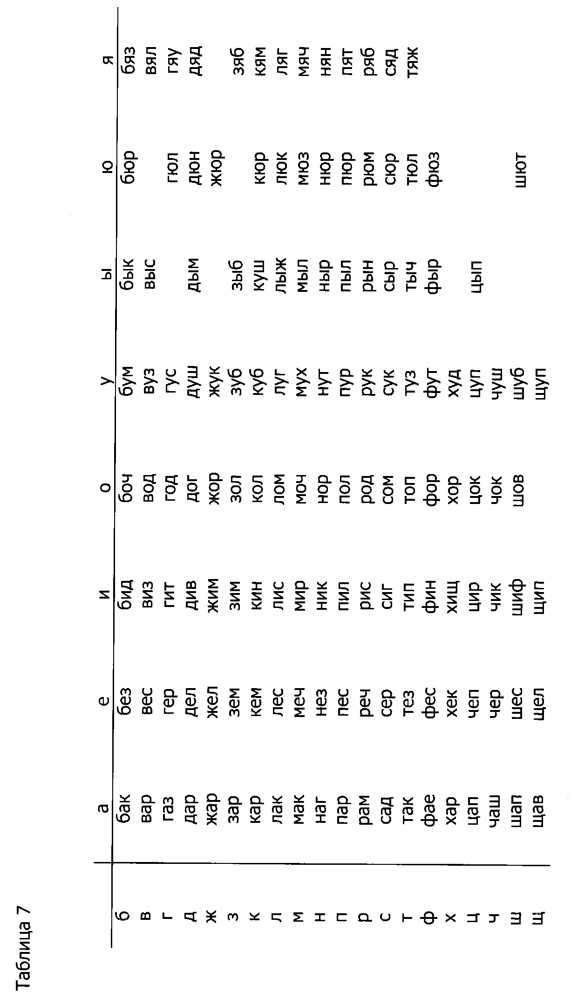 Таблица 7
а е и о у ы ю я
б бак без бид боч бум бык бюр бяз
в вар вес виз вод вуз выс вял
г газ гер гит год гус гюл гяу
д дар дел див дог душ дым дюн дяд
ж жар жел жим жор жук жюр
з зар зем зим зол зуб зыб зяб
к кар кем кин кол куб куш кюр кям
л лак лес лис лом луг лыж люк ляг
м мак меч мир моч мух мыл мюз мяч
н наг нез ник нор нут ныр нюр нян
п пар пес пил пол пур пыл пюр пят
р рам реч рис род рук рын рюм ряб
с сад сер сиг сом сук сыр сюр сяд
т так тез тип топ туз тыч тюл тяж
ф фае фес фин фор фут фыр фюз
х хар хек хищ хор худ
ц цап чеп цир цок цуп цып
ч чаш чер чик чок чуш
ш шап шес шиф шов шуб шют
щ щав щел щип щуп